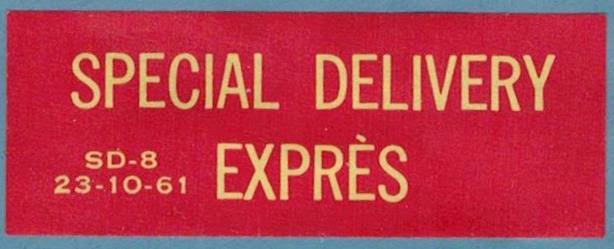 SPECIAL DELIVERY
EXPRÈS
SD-8
23-10-61